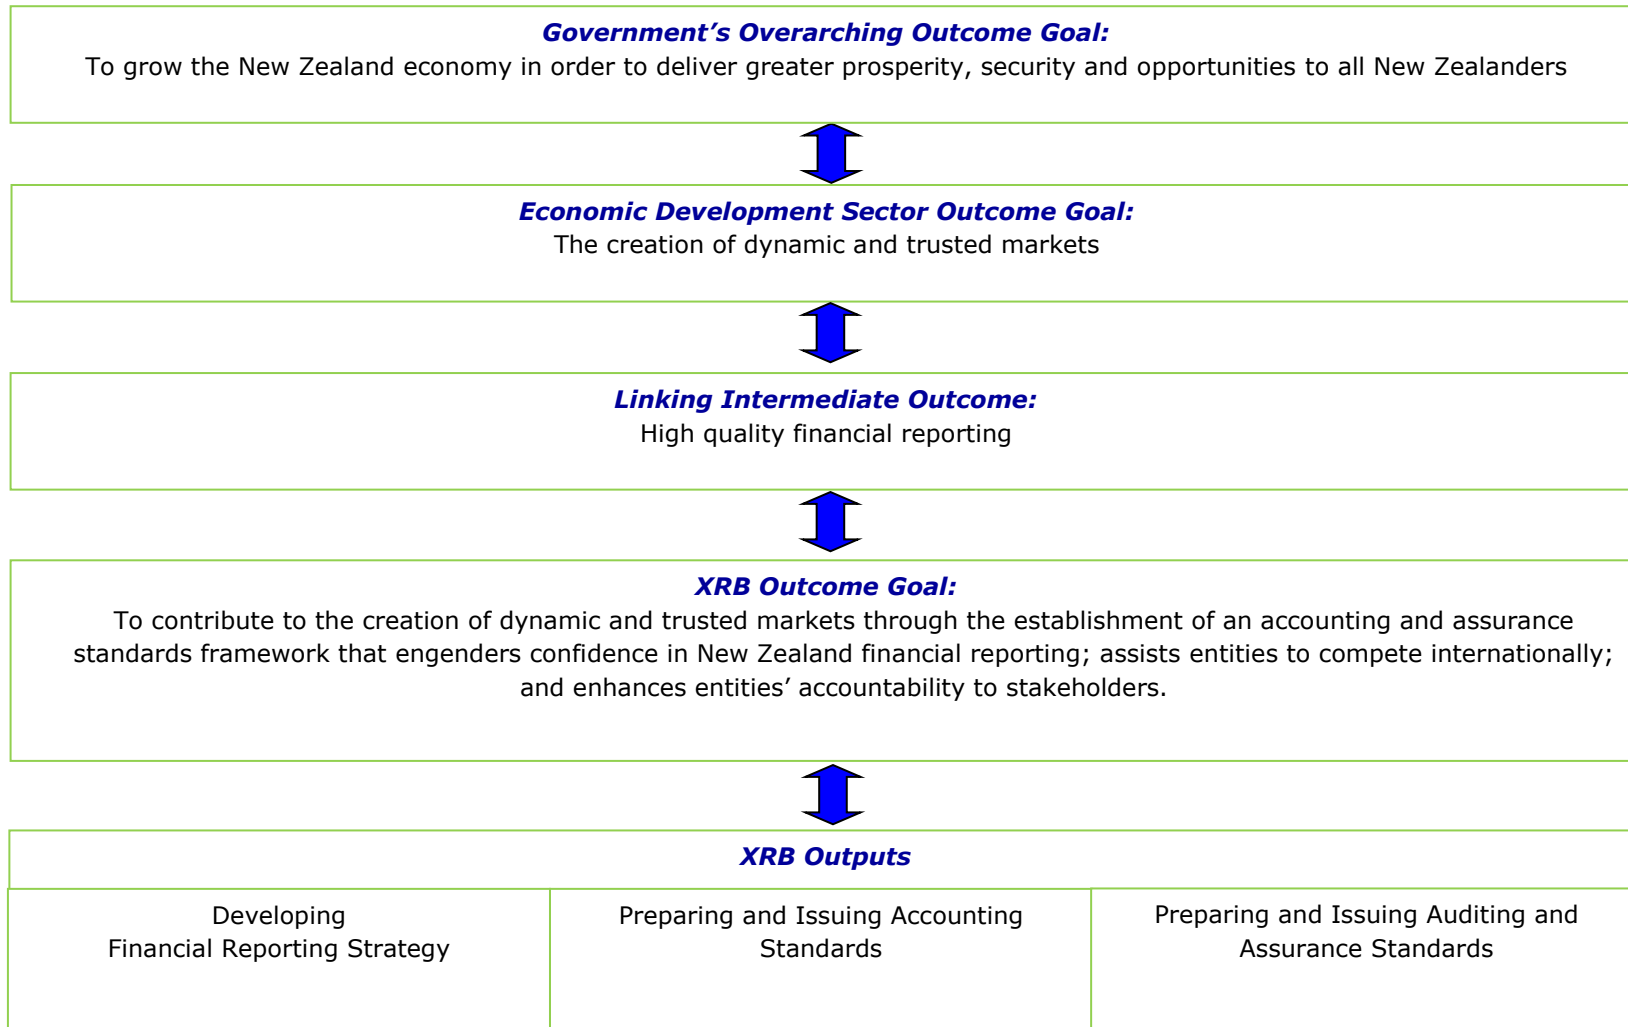 Government’s Overarching Outcome Goal:
To grow the New Zealand economy in order to deliver greater prosperity, security and opportunities to all New Zealanders
Economic Development Sector Outcome Goal:
The creation of dynamic and trusted markets
Linking Intermediate Outcome:
High quality financial reporting
XRB Outcome Goal:
To contribute to the creation of dynamic and trusted markets through the establishment of an accounting and assurance
standards framework that engenders confidence in New Zealand financial reporting; assists entities to compete internationally;
and enhances entities’ accountability to stakeholders.
XRB Outputs
Developing
Financial Reporting Strategy
Preparing and Issuing Accounting
Standards
Preparing and Issuing Auditing and
Assurance Standards